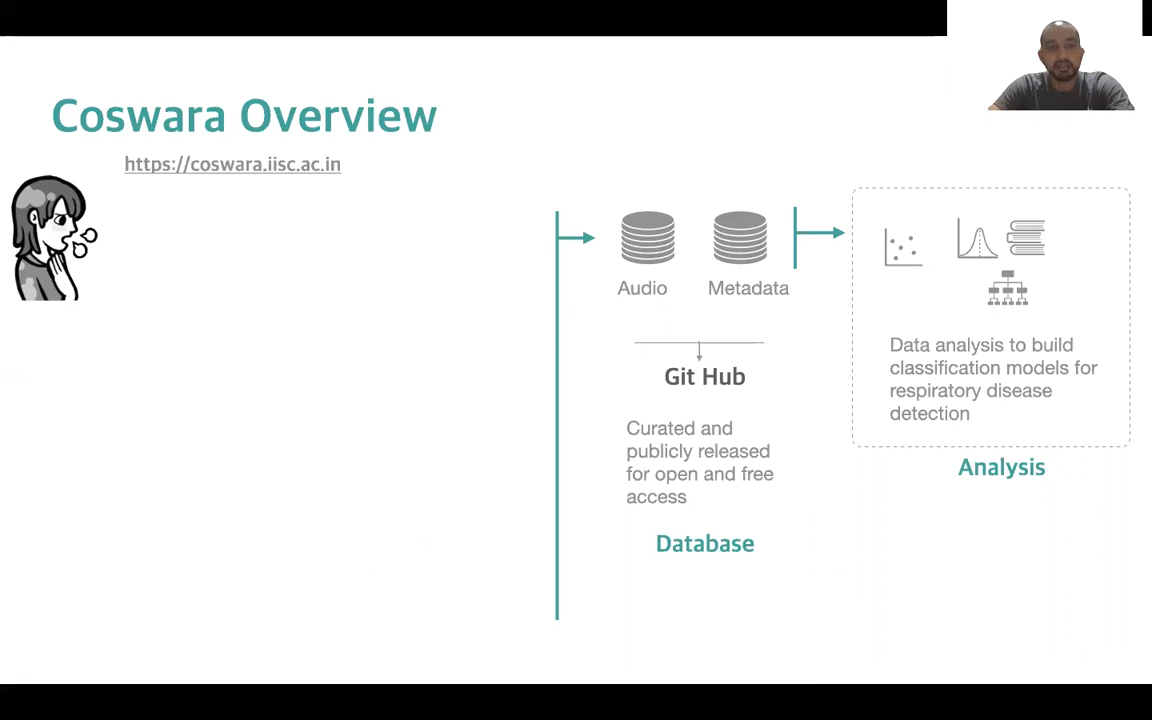 Coswara Overview
https://coswara.iisc.ac.in
Audio
Metadata
Git Hub
Curated and
publicly released
for open and free
access
Database
Data analysis to build
classification models for
respiratory disease
detection
Analysis